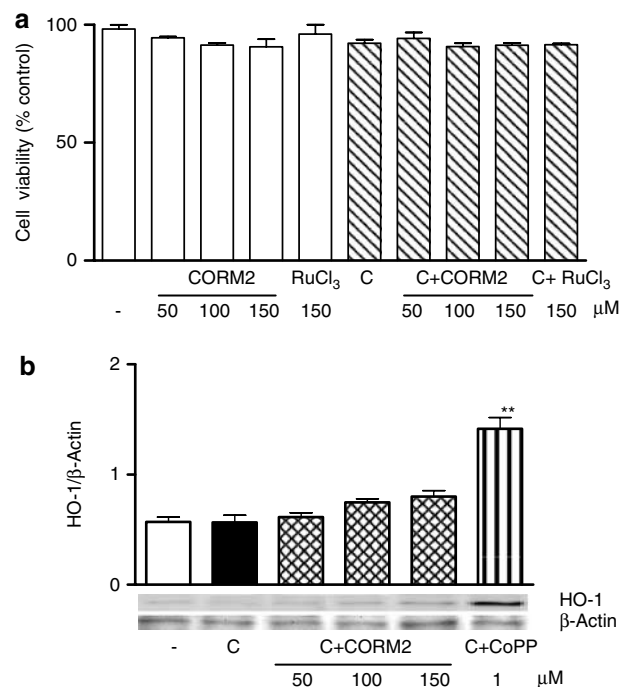 a
100
50
0
Cell viability (% control)
CORM2 RuCl3 C C+CORM2 C+ RuCl3
- 50 100 150 150 50 100 150 150 μM
b
2
1
0
HO-1/β-Actin
**
HO-1
β-Actin
- C C+CORM2 C+CoPP
50 100 150 1 μM